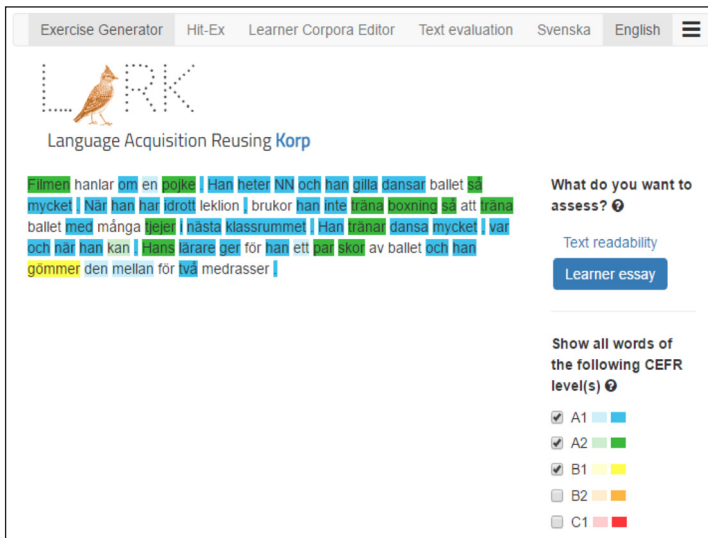 Exercise Generator Hit-Ex Learner Corpora Editor Text evaluation Svenska English
LARK
Language Acquisition Reusing Korp
Filmen hanlar om en pojke . Han heter NN och han gilla dansar ballet så
mycket . När han har idrott leklion , brukor han inte träna boxning så att träna
ballet med många tjejer i nästa klassrummet . Han tränar dansa mycket , var
och när han kan . Hans lärare ger för han ett par skor av ballet och han
gömmer den mellan för två medrasser .
What do you want to
assess?
Text readability
Learner essay
Show all words of
the following CEFR
level(s)
A1
A2
B1
B2
C1